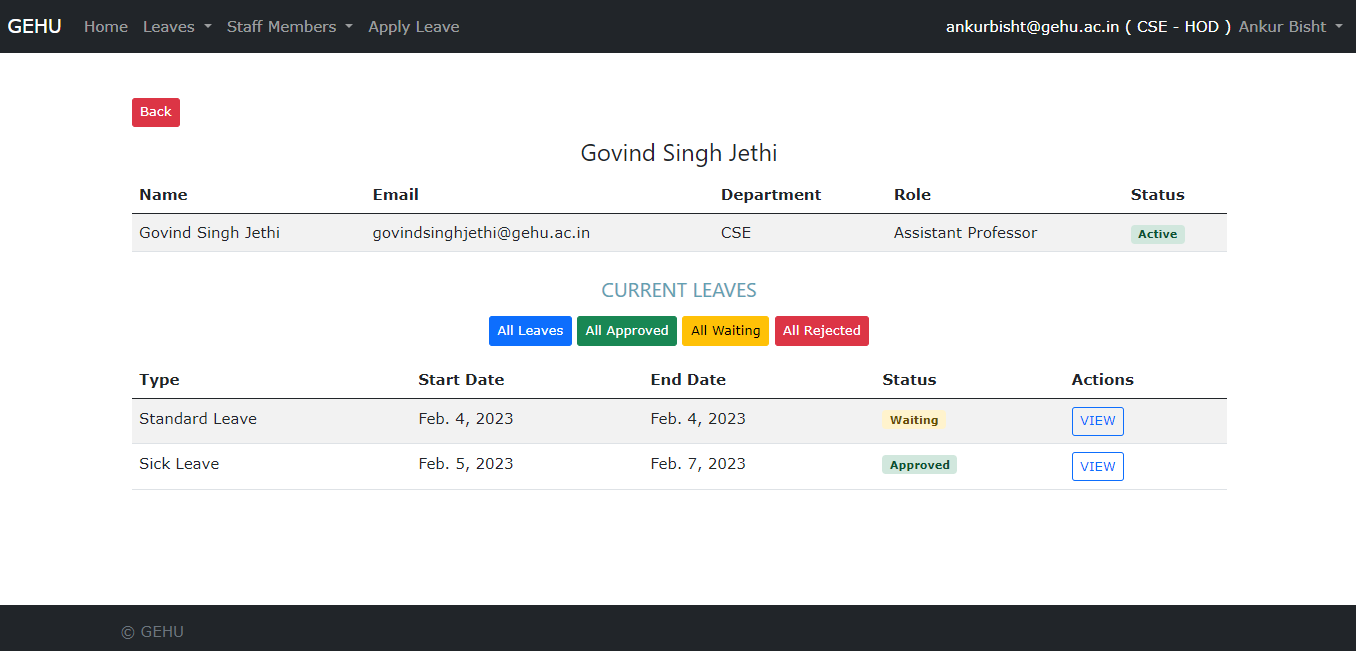 GEHU Home Leaves Staff Members Apply Leave ankurbisht@gehu.ac.in ( CSE - HOD ) Ankur Bisht
Back
Govind Singh Jethi
Name Email Department Role Status
Govind Singh Jethi govindsinghjethi@gehu.ac.in CSE Assistant Professor Active
CURRENT LEAVES
All Leaves All Approved All Waiting All Rejected
Type Start Date End Date Status Actions
Standard Leave Feb. 4, 2023 Feb. 4, 2023 Waiting VIEW
Sick Leave Feb. 5, 2023 Feb. 7, 2023 Approved VIEW
© GEHU